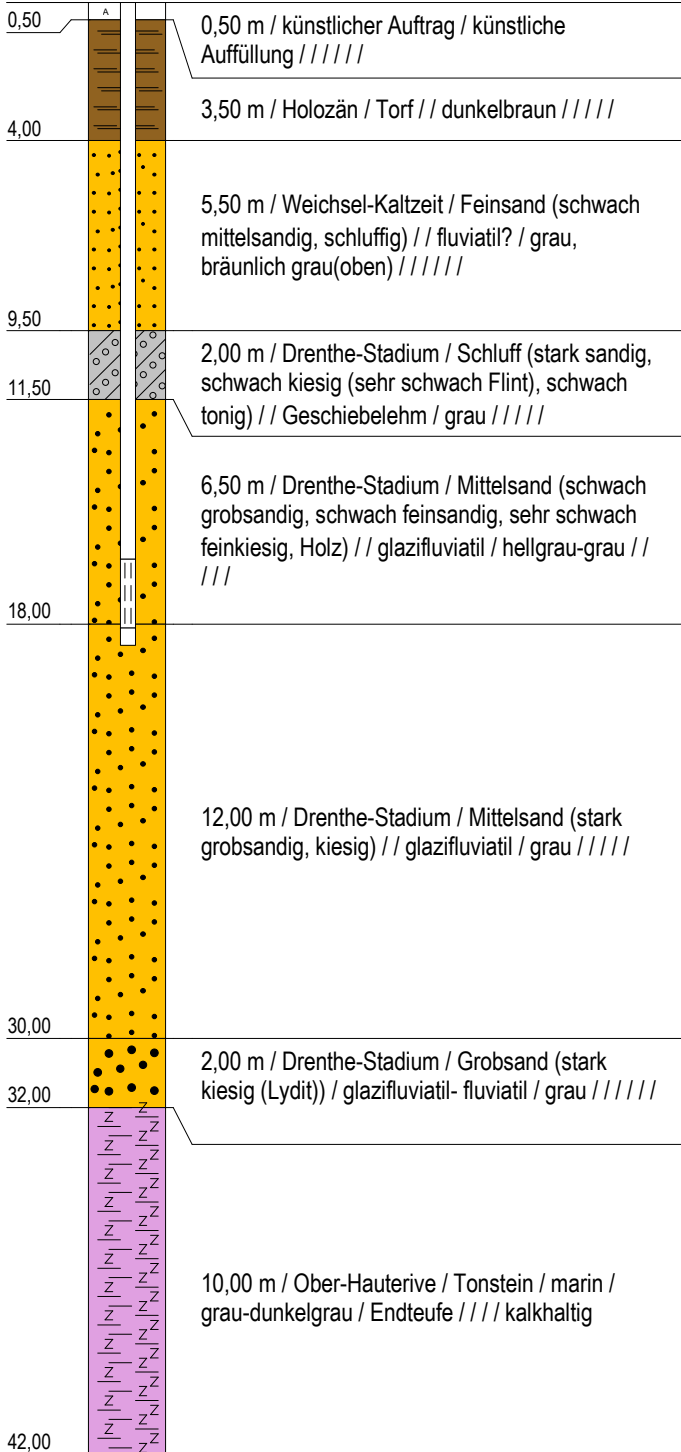 A
0,50
0,50 m / künstlicher Auftrag / künstliche
Auffüllung / / / / / /
3,50 m / Holozän / Torf / / dunkelbraun / / / / /
4,00
5,50 m / Weichsel-Kaltzeit / Feinsand (schwach
mittelsandig, schluffig) / / fluviatil? / grau,
bräunlich grau(oben) / / / / / /
9,50
2,00 m / Drenthe-Stadium / Schluff (stark sandig,
schwach kiesig (sehr schwach Flint), schwach
tonig) / / Geschiebelehm / grau / / / / /
11,50
6,50 m / Drenthe-Stadium / Mittelsand (schwach
grobsandig, schwach feinsandig, sehr schwach
feinkiesig, Holz) / / glazifluviatil / hellgrau-grau / /
/ / /
18,00
12,00 m / Drenthe-Stadium / Mittelsand (stark
grobsandig, kiesig) / / glazifluviatil / grau / / / / /
30,00
2,00 m / Drenthe-Stadium / Grobsand (stark
kiesig (Lydit)) / glazifluviatil- fluviatil / grau / / / / / /
32,00
10,00 m / Ober-Hauterive / Tonstein / marin /
grau-dunkelgrau / Endteufe / / / / kalkhaltig
42,00